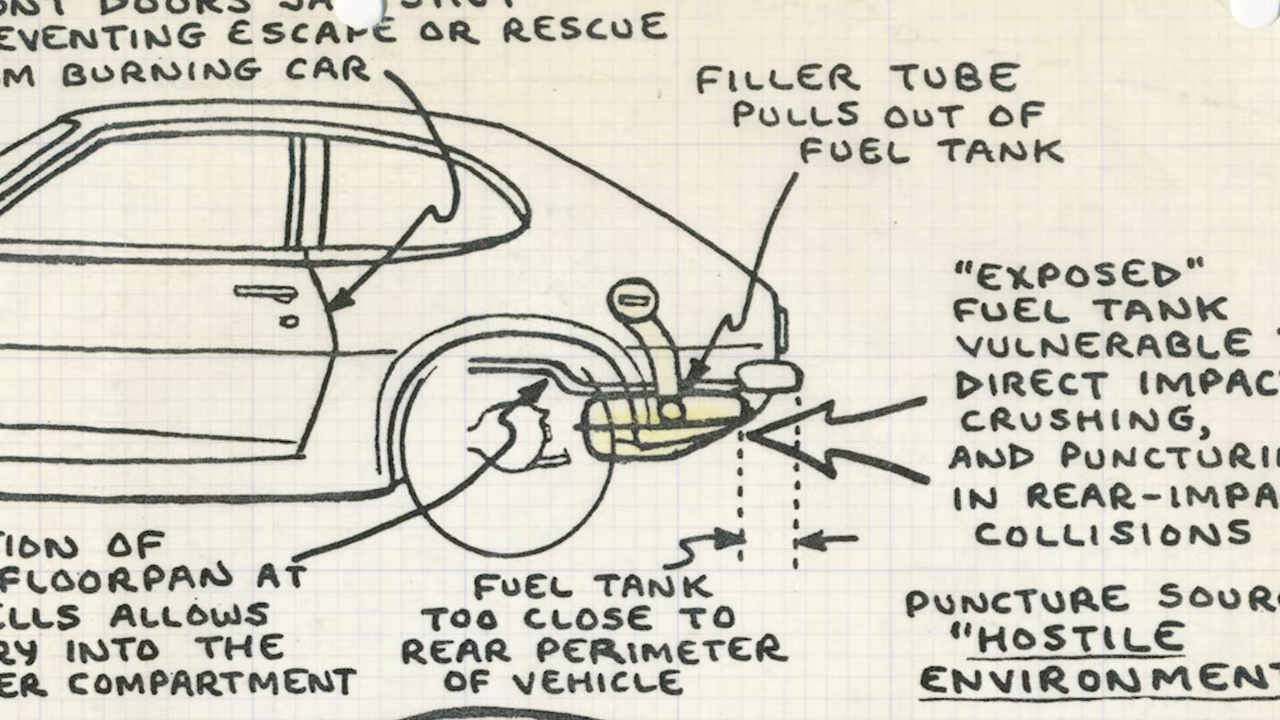 DOORS
EVENTING ESCAPE OR RESCUE
M BURNING CAR
FILLER TUBE
PULLS OUT OF
FUEL TANK
"EXPOSED"
FUEL TANK
VULNERABLE
DIRECT IMPAC
CRUSHING,
AND PUNCTURI
IN REAR-IMPA
COLLISIONS
TION OF
FLOORPAN AT
ELLS ALLOWS
RY INTO THE
ER COMPARTMENT
FUEL TANK
TOO CLOSE TO
REAR PERIMETER
OF VEHICLE
PUNCTURE SOUR
"HOSTILE
ENVIRONMENT